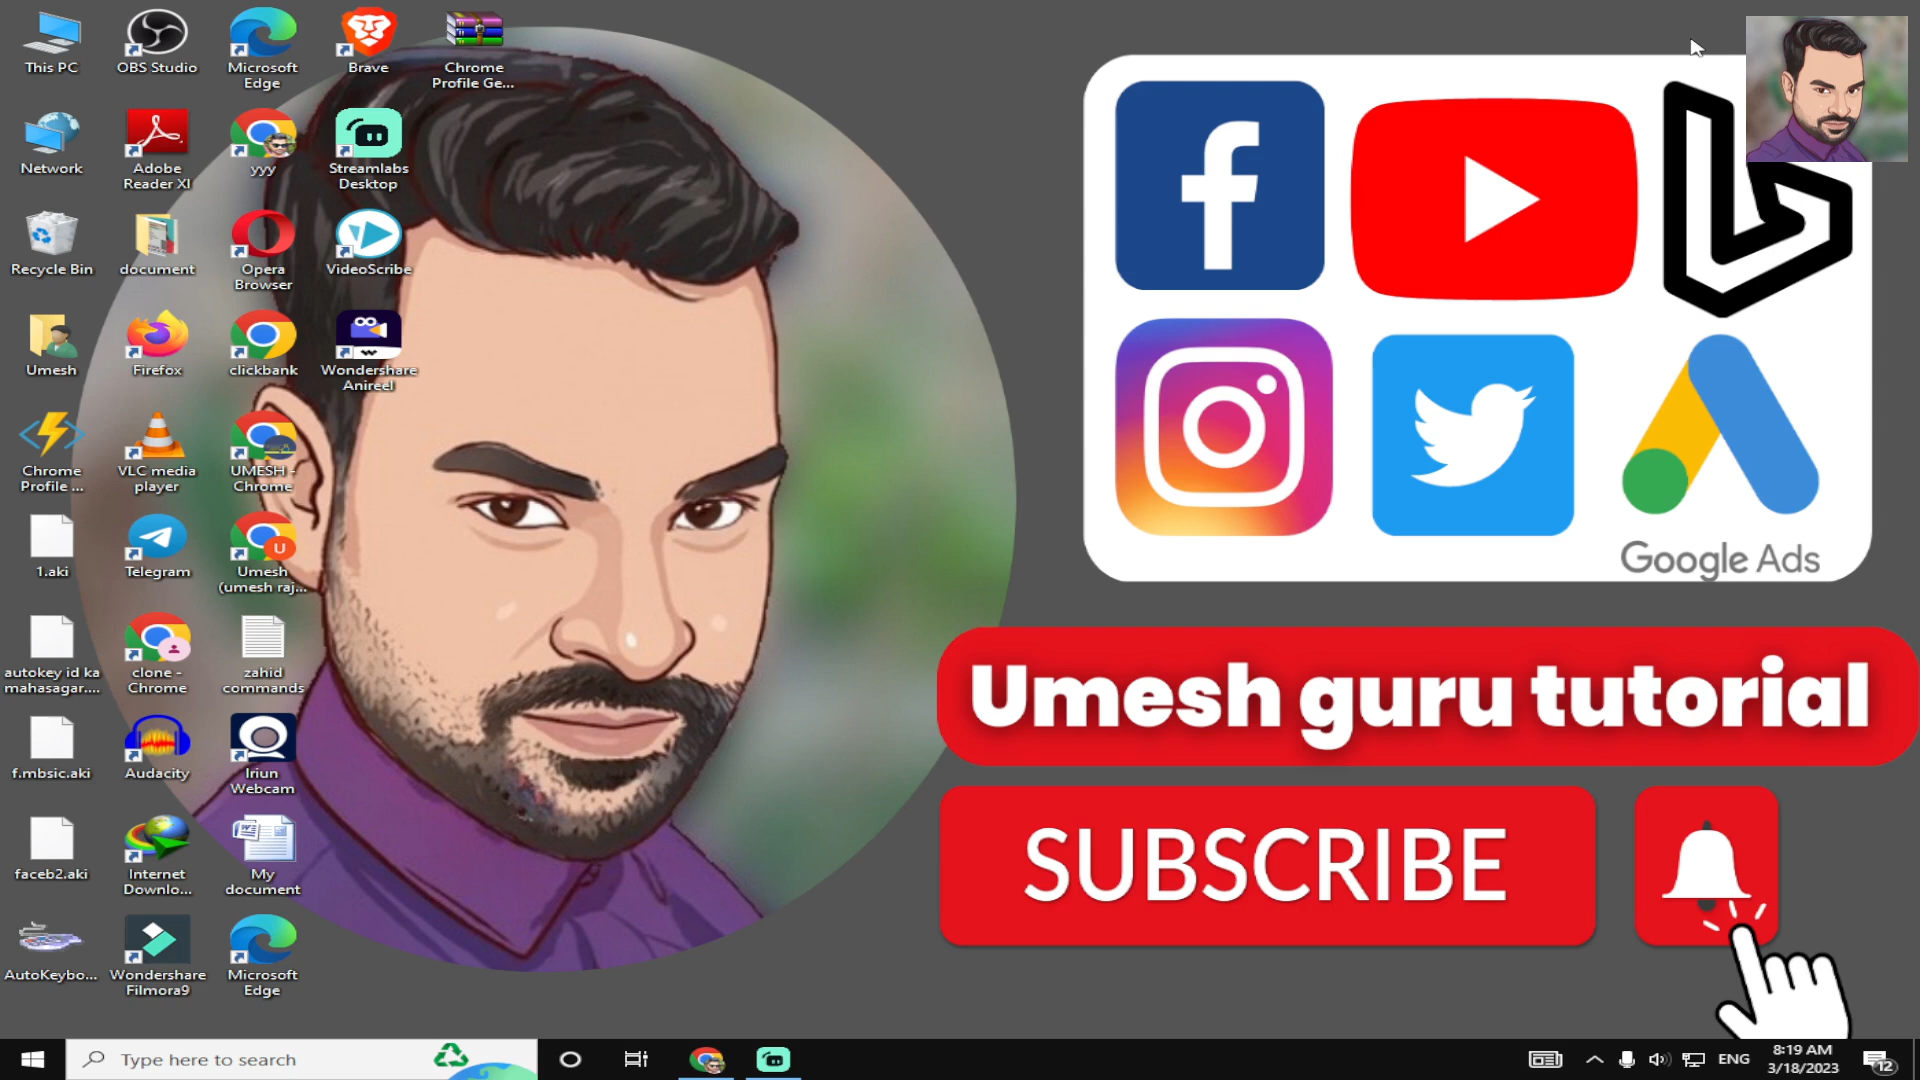 This PC
OBS Studio
Microsoft
Edge
Brave
Chrome
Profile Ge...
Network
Adobe
Reader XI
yyy
Streamlabs
Desktop
Recycle Bin
document
Opera
Browser
VideoScribe
Umesh
Firefox
clickbank
Wondershare
Anireel
Chrome
Profile ...
VLC media
player
UMESH -
Chrome
1.aki
Telegram
U
Umesh
(umesh raj...
autokey id ka
mahasagar....
clone -
Chrome
zahid
commands
f.mbsic.aki
Audacity
Iriun
Webcam
faceb2.aki
Internet
Downlo...
My
document
AutoKeybo...
Wondershare
Filmora9
Microsoft
Edge
Google Ads
Umesh guru tutorial
SUBSCRIBE
Type here to search
ENG
8:19 AM
3/18/2023
12